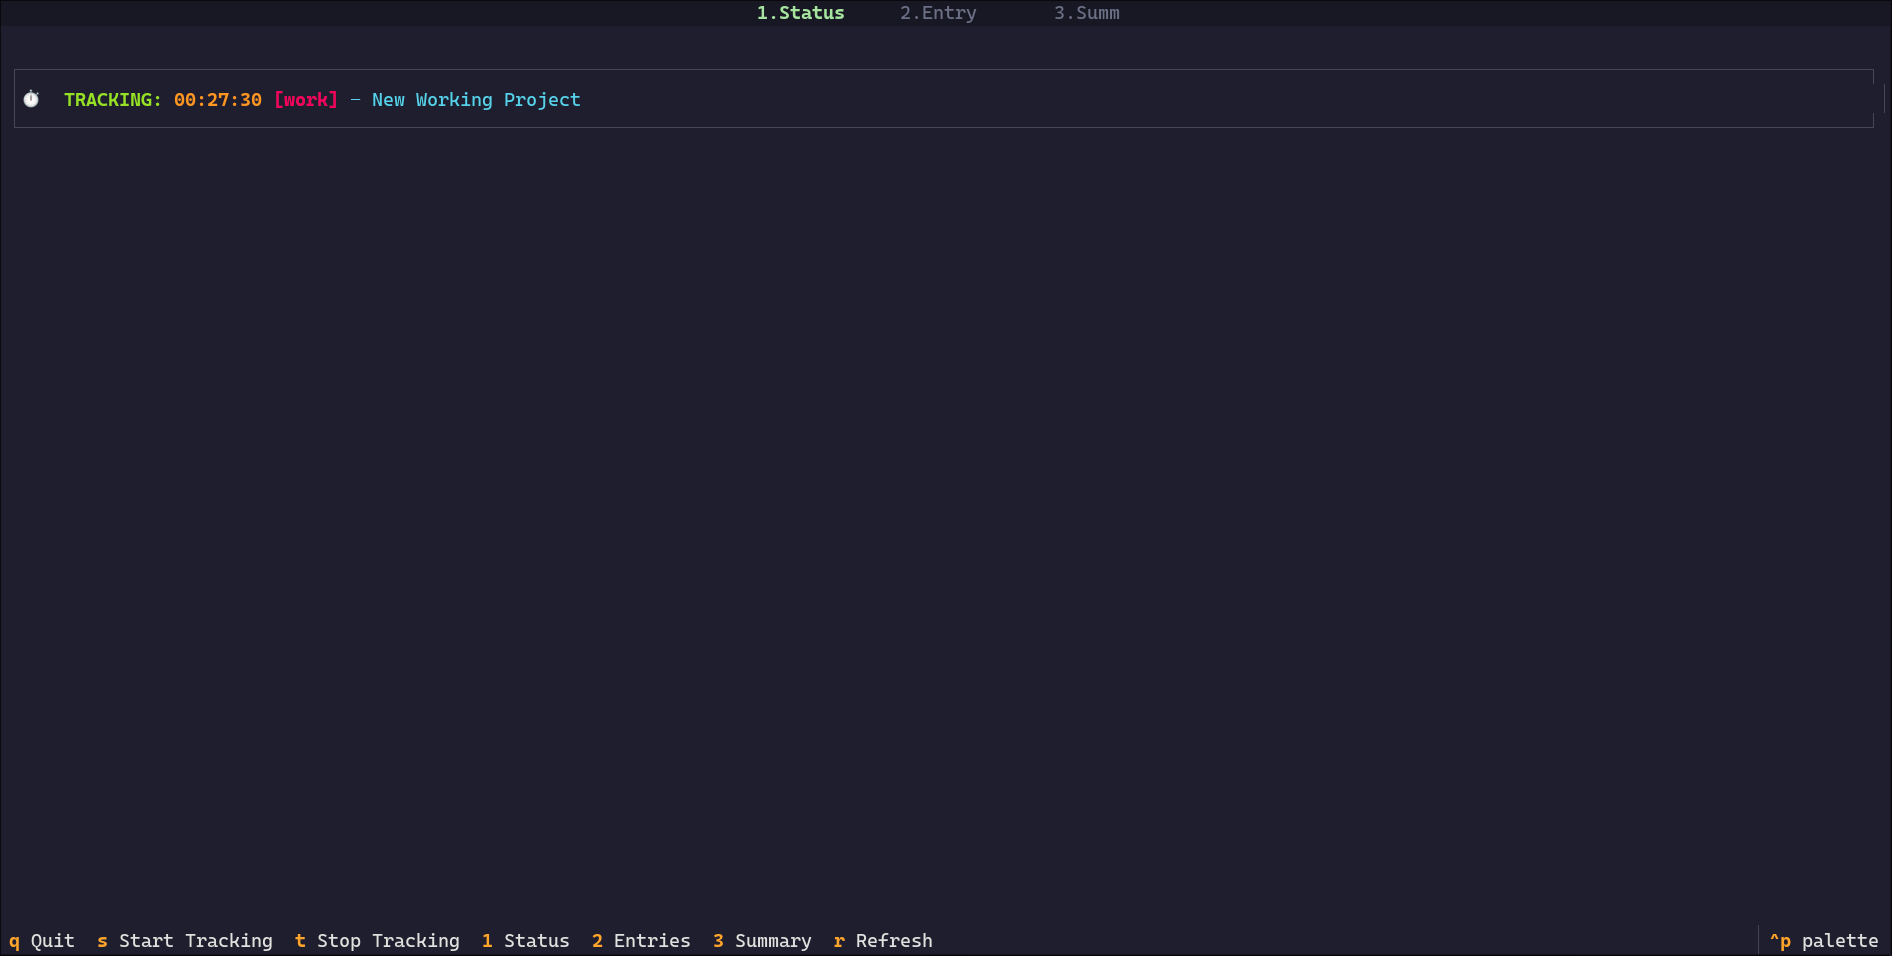 1.Status 2.Entry 3.Summ
⏱ TRACKING: 00:27:30 [work] — New Working Project
q Quit s Start Tracking t Stop Tracking 1 Status 2 Entries 3 Summary r Refresh ^p palette